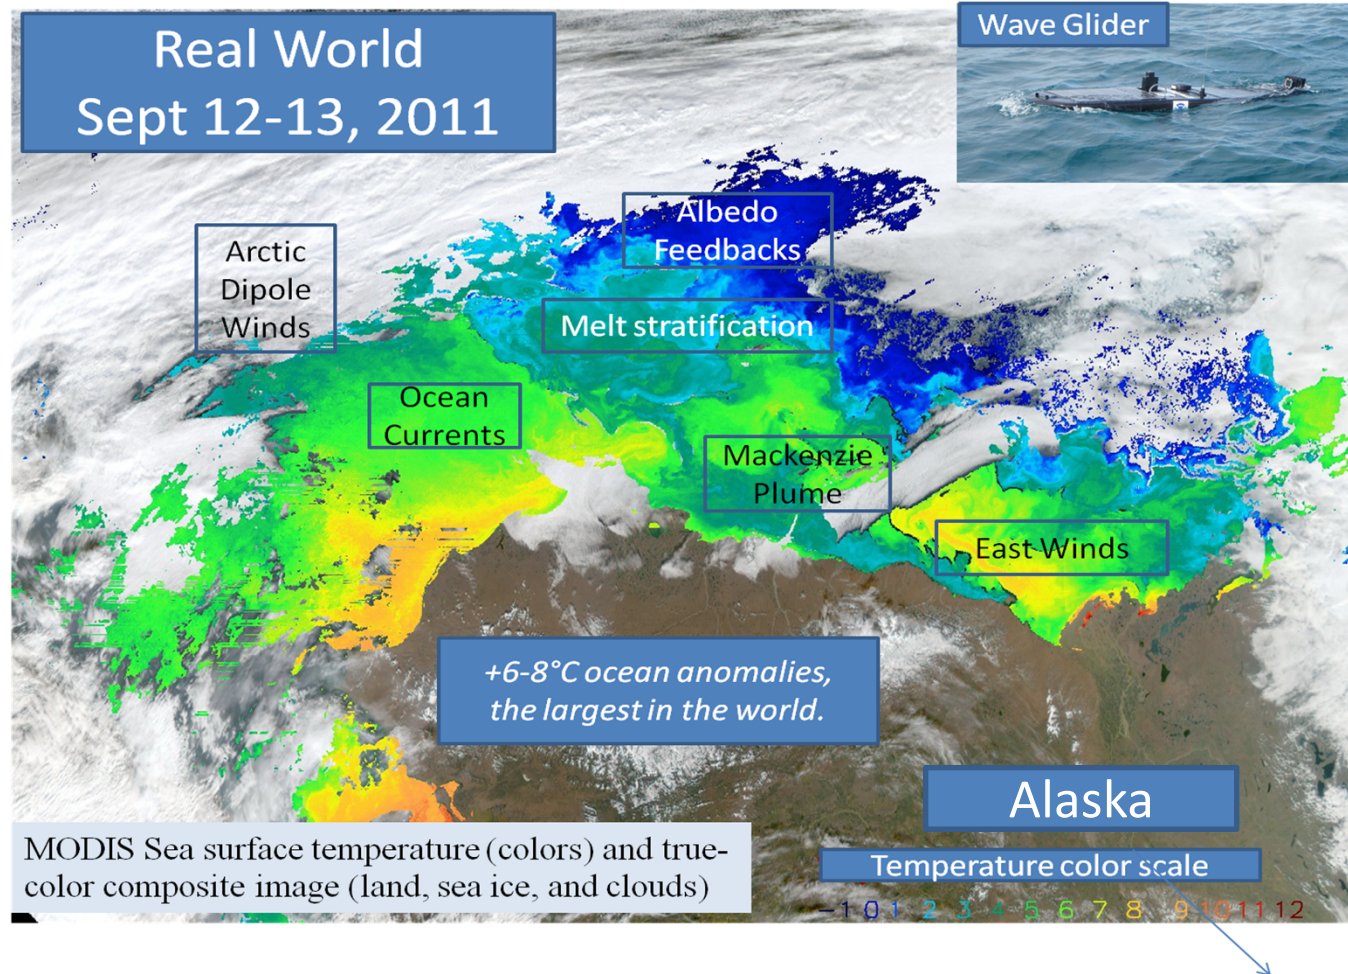 Real World
Sept 12-13, 2011
Wave Glider
Albedo
Feedbacks
Arctic
Dipole
Winds
Melt stratification
Ocean
Currents
Mackenzie
Plume
East Winds
+6-8°C ocean anomalies,
the largest in the world.
Alaska
MODIS Sea surface temperature (colors) and true-
color composite image (land, sea ice, and clouds)
Temperature color scale
-1 0 1 2 3 4 5 6 7 8 9 10 11 12